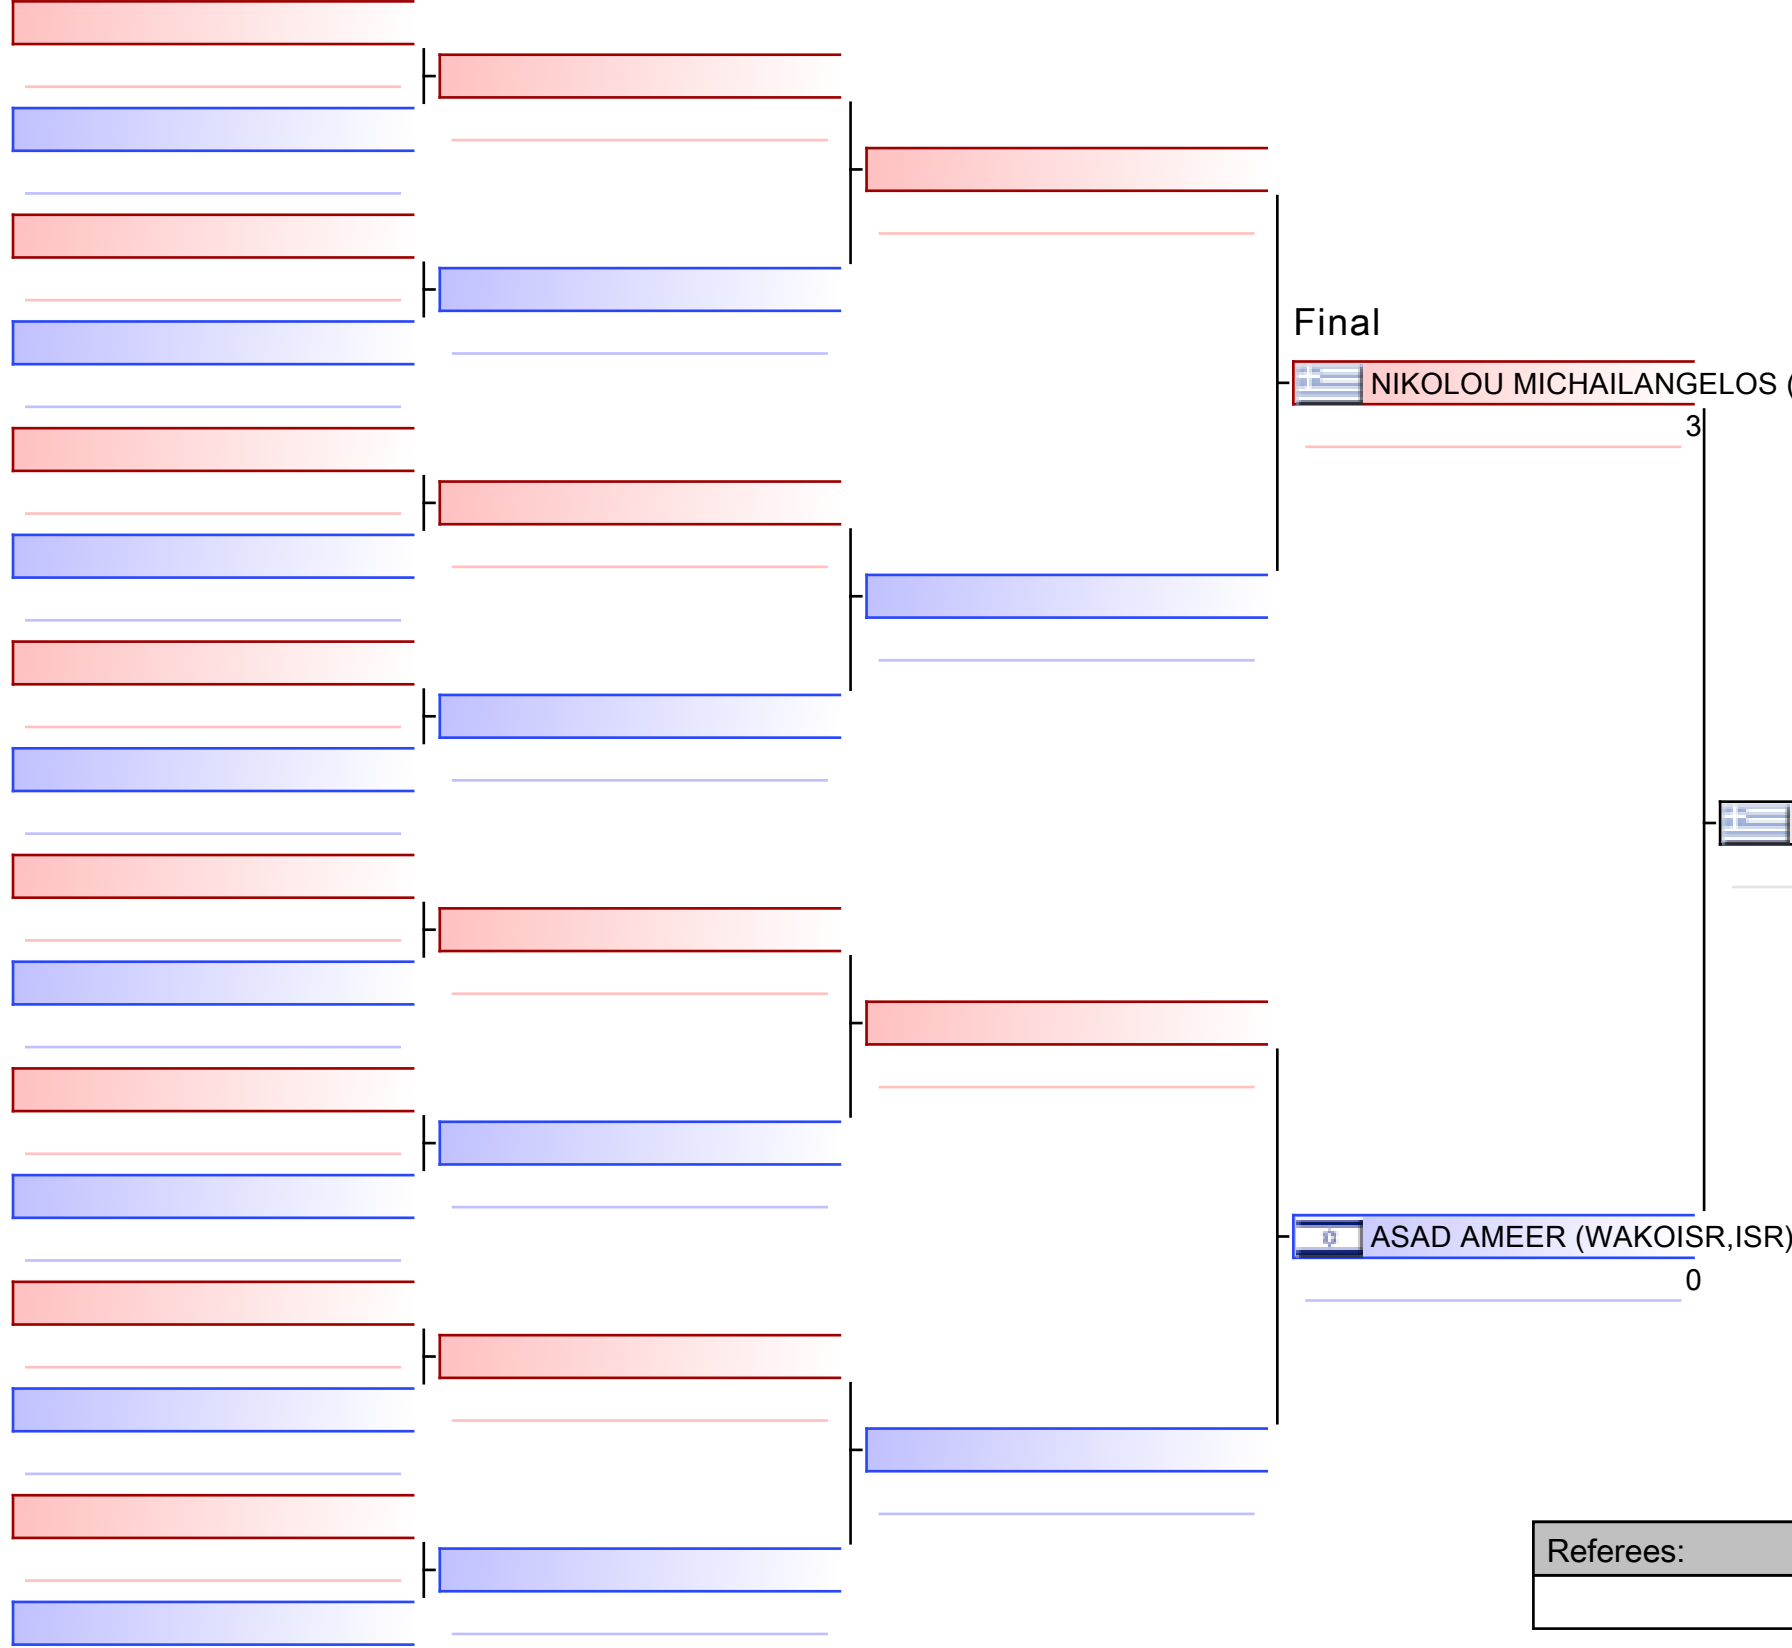 Final
NIKOLOU MICHAILANGELOS (
3
ASAD AMEER (WAKOISR,ISR)
0
Referees: